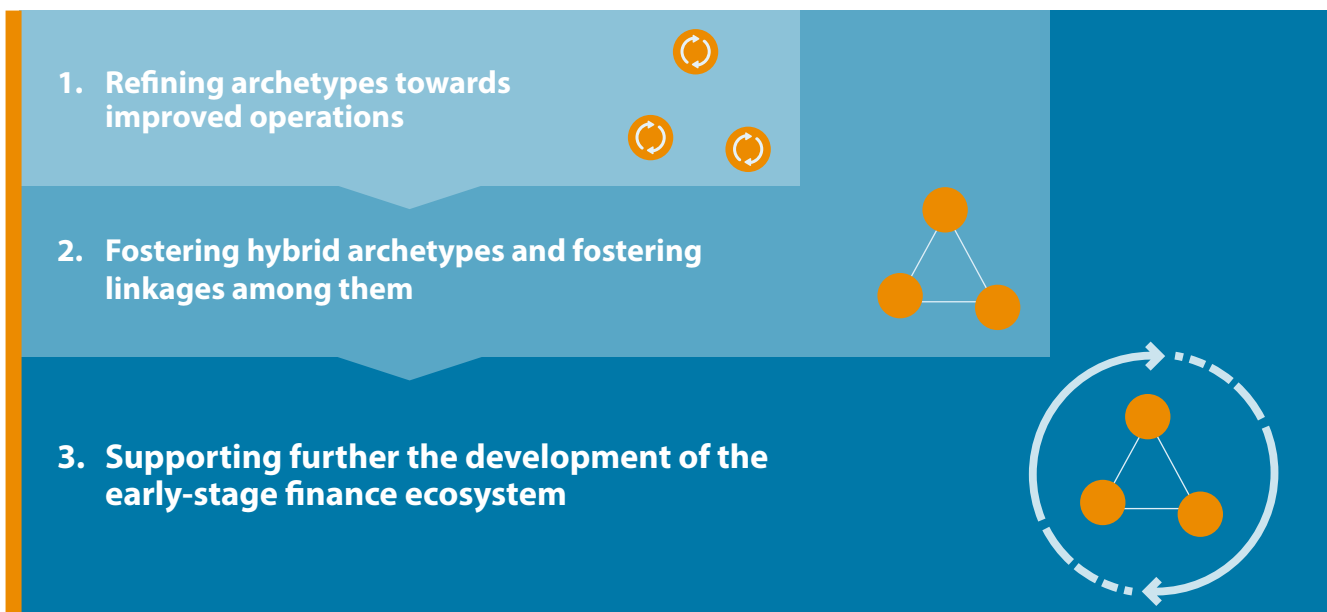 1. Refining archetypes towards
improved operations
2. Fostering hybrid archetypes and fostering
linkages among them
3. Supporting further the development of the
early-stage finance ecosystem